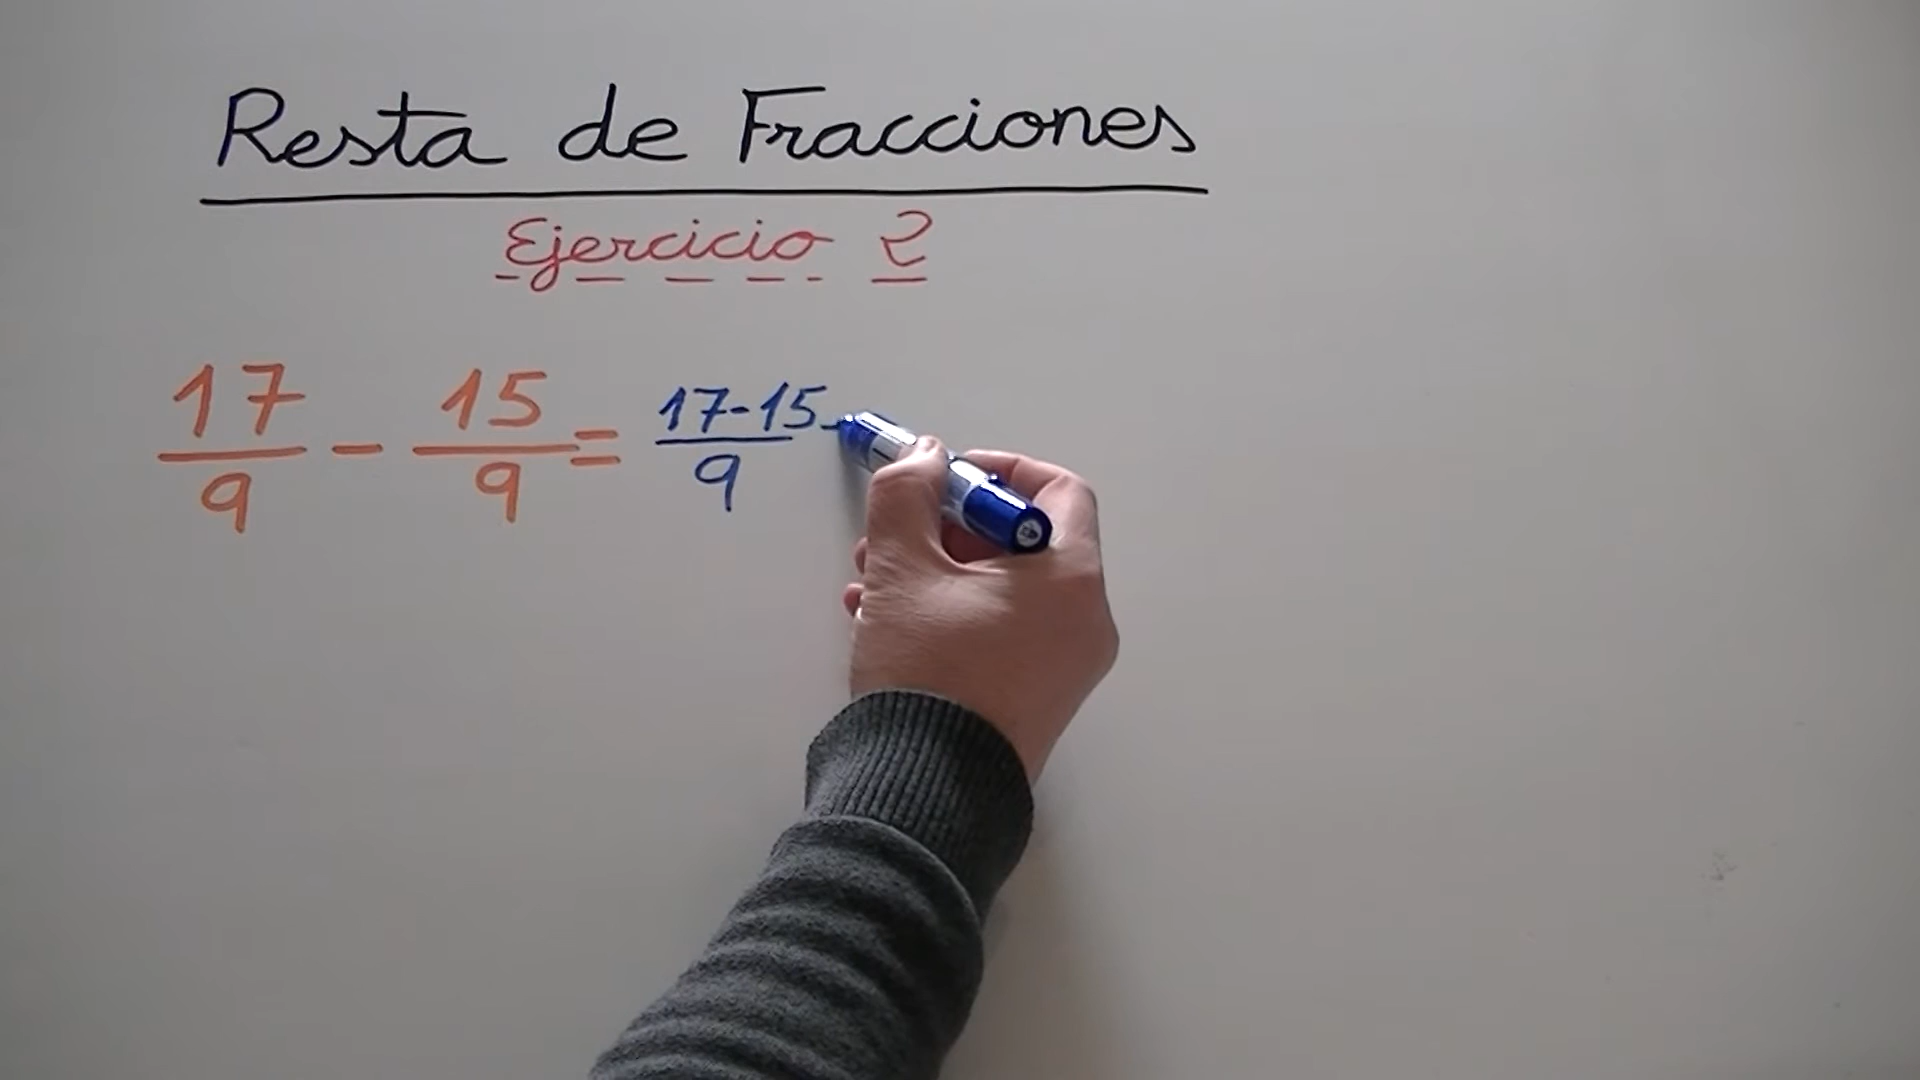 Resta de Fracciones
Ejercicio 2
17/9 - 15/9 = 17-15/9